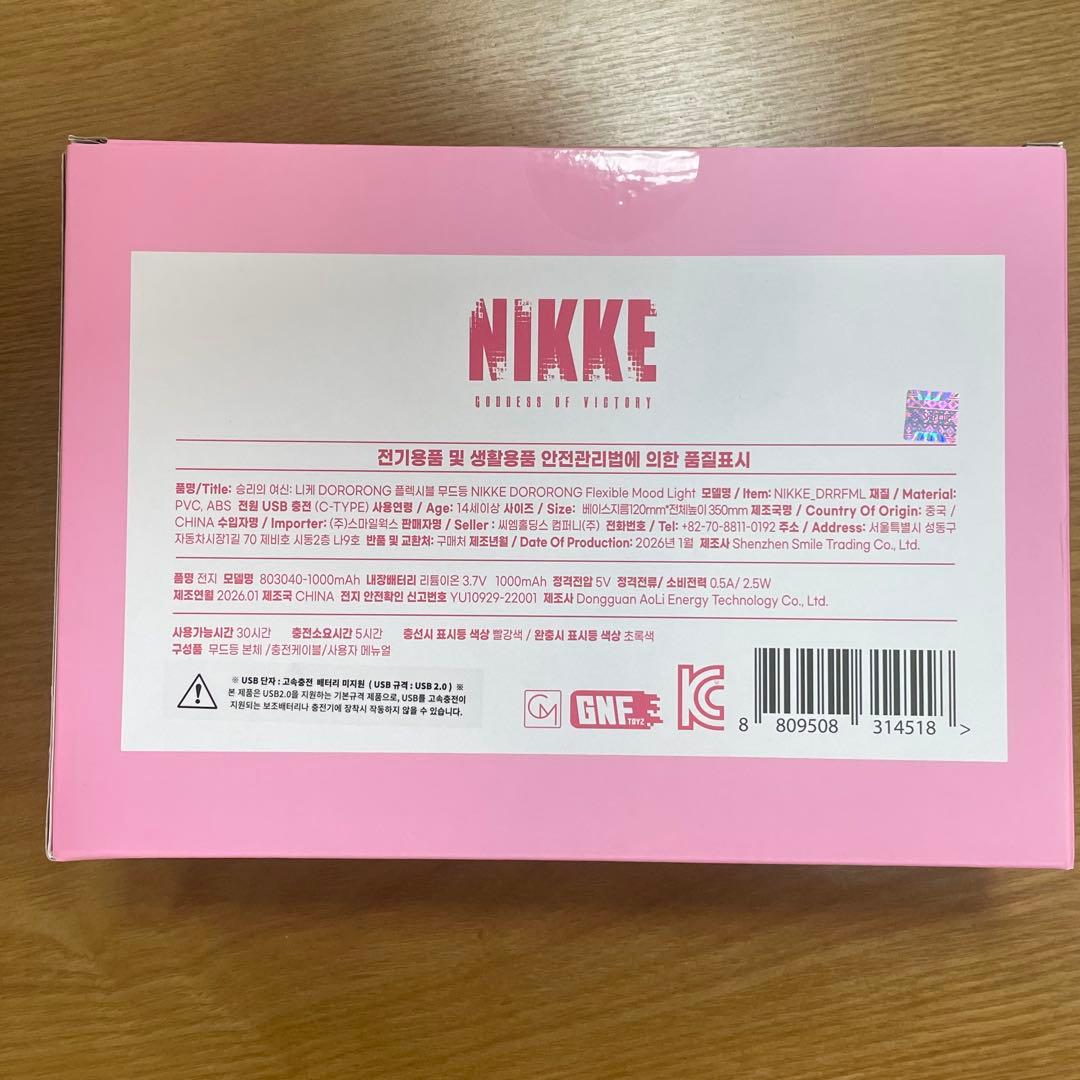 NIKKE
GODDESS OF VICTORY
전기용품 및 생활용품 안전관리법에 의한 품질표시
품명/Title: 승리의 여신: 니케 DORORONG 플렉시블 무드등 NIKKE DORORONG Flexible Mood Light 모델명 / Item: NIKKE_DRRFML 재질 / Material:
PVC, ABS 전원 USB 충전 (C-TYPE) 사용연령 / Age: 14세이상 사이즈 / Size: 베이스지름120mm*전체높이350mm 제조국명 / Country Of Origin: 중국 /
CHINA 수입자명 / Importer: (주)스마일웍스 판매자명 / Seller : 씨엠홀딩스 컴퍼니(주) 전화번호 / Tel: +82-70-8811-0192 주소 / Address: 서울특별시 성동구
자동차시장1길 70 제비호 시동2층 나9호 반품 및 교환처: 구매처 제조년월 / Date Of Production: 2026년 1월 제조사 Shenzhen Smile Trading Co., Ltd.
품명 전지 모델명 803040-1000mAh 내장배터리 리튬이온 3.7V 1000mAh 정격전압 5V 정격전류/ 소비전력 0.5A/ 2.5W
제조연월 2026.01 제조국 CHINA 전지 안전확인 신고번호 YU10929-22001 제조사 Dongguan AoLi Energy Technology Co., Ltd.
사용가능시간 30시간 충전소요시간 5시간 충선시 표시등 색상 빨강색 / 완충시 표시등 색상 초록색
구성품 무드등 본체 /충전케이블/사용자 메뉴얼
※ USB 단자 : 고속충전 배터리 미지원 ( USB 규격 : USB 2.0 ) ※
본 제품은 USB2.0을 지원하는 기본규격 제품으로, USB를 고속충전이
지원되는 보조배터리나 충전기에 장착시 작동하지 않을 수 있습니다.
CM
GNF TOYZ
KC
8 809508 314518 >